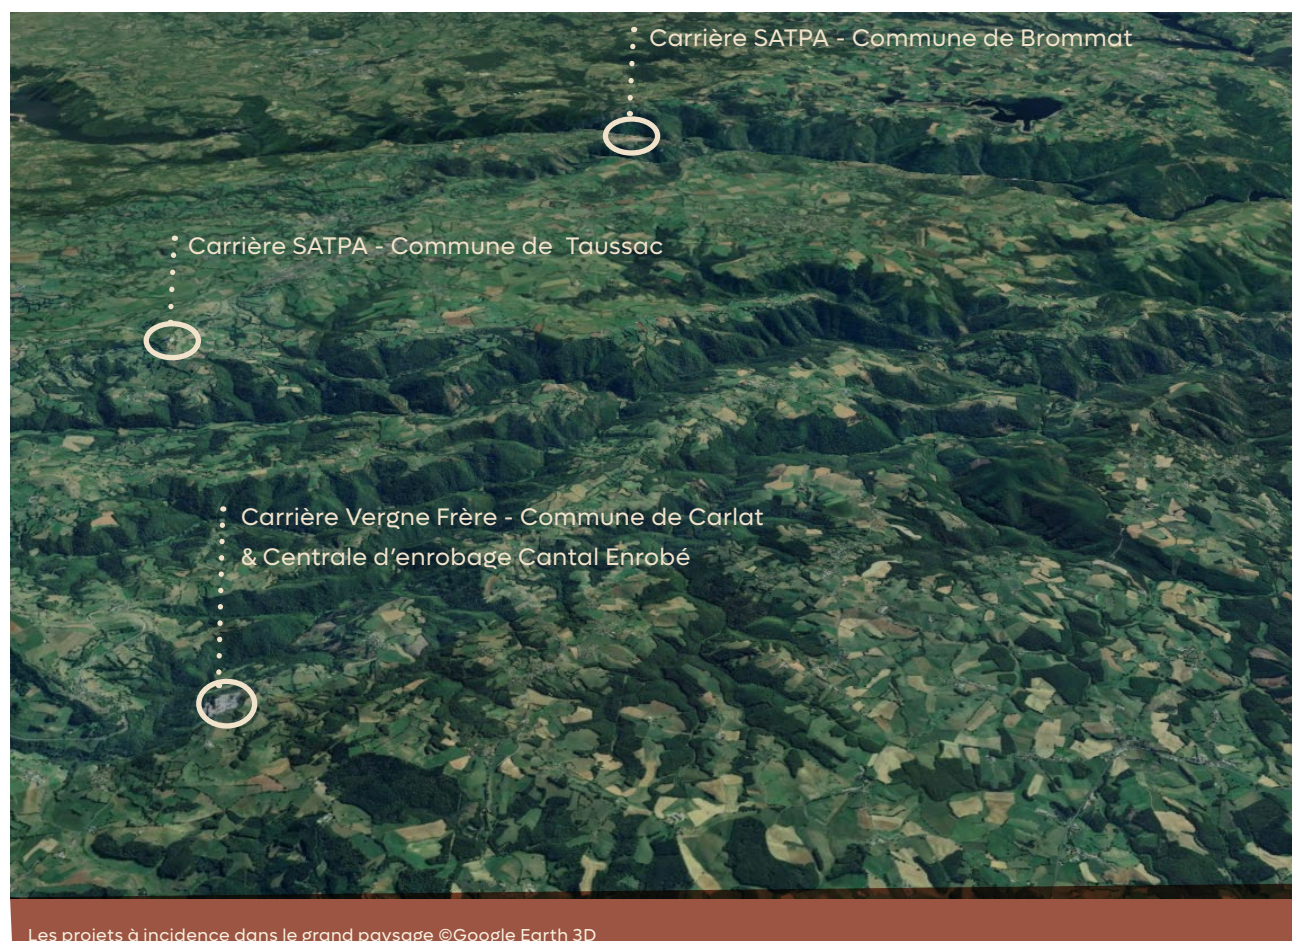 Carrière SATPA - Commune de Brommat
Carrière SATPA - Commune de Taussac
Carrière Vergne Frère - Commune de Carlat
& Centrale d'enrobage Cantal Enrobé
Les projets à incidence dans le grand paysage ©Google Earth 3D